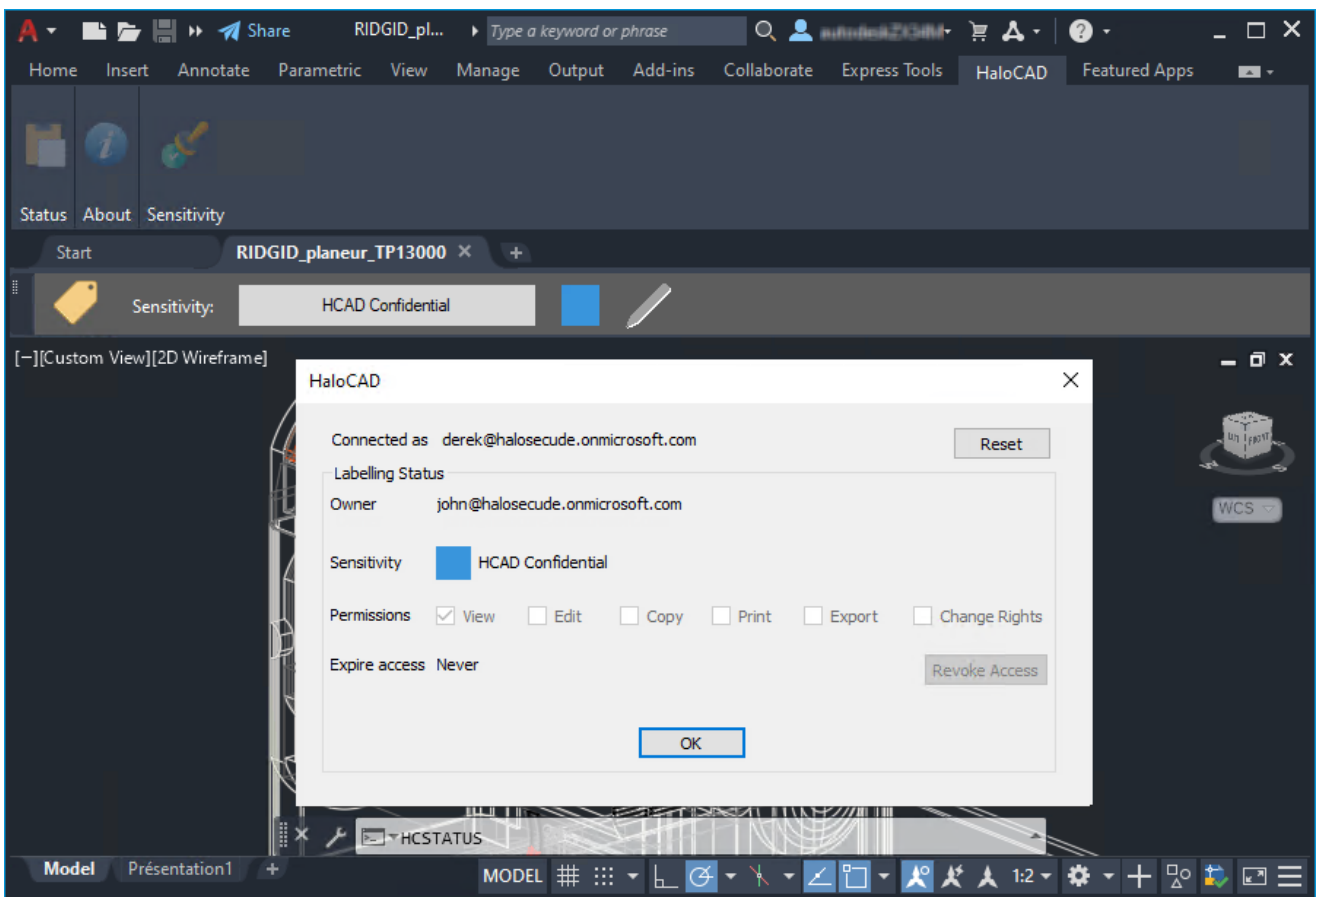 A Share RIDGID_pl... Type a keyword or phrase ?
Home Insert Annotate Parametric View Manage Output Add-ins Collaborate Express Tools HaloCAD Featured Apps
Status About Sensitivity
Start RIDGID_planeur_TP13000 +
Sensitivity: HCAD Confidential
[−][Custom View][2D Wireframe]
HaloCAD
Connected as derek@halosecude.onmicrosoft.com Reset
Labelling Status
Owner john@halosecude.onmicrosoft.com
Sensitivity HCAD Confidential
Permissions View Edit Copy Print Export Change Rights
Expire access Never Revoke Access
OK
FRONT
WCS
HCSTATUS
Model Présentation1 +
MODEL 1:2